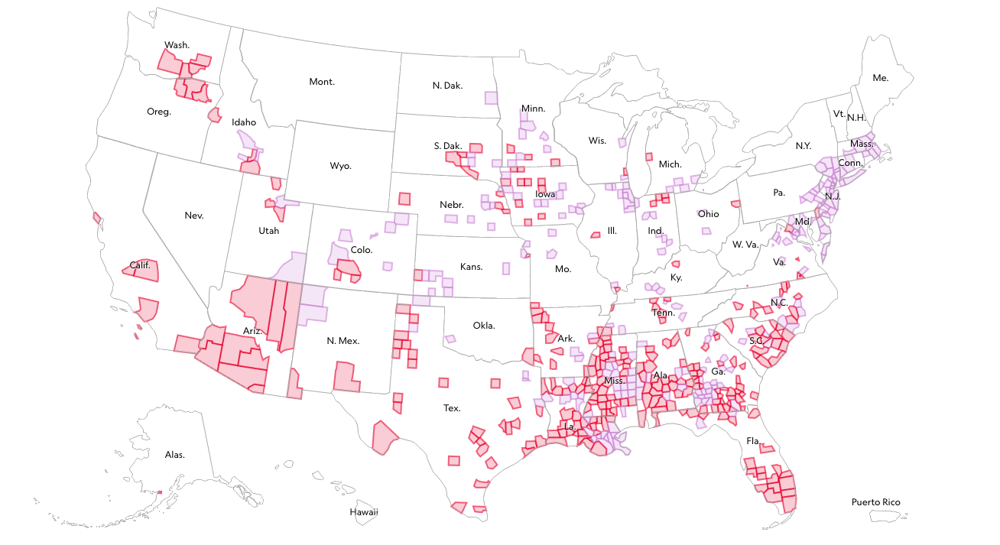 Wash.
Mont.
N. Dak.
Minn.
Me.
Oreg.
Idaho
S. Dak.
Wis.
Mich.
N.Y.
Vt.
N.H.
Mass.
Conn.
Wyo.
Nebr.
Iowa
Pa.
N.J.
Nev.
Utah
Colo.
Kans.
Mo.
Ill.
Ind.
Ohio
W. Va.
Md.
Va.
Ky.
Calif.
Ariz.
N. Mex.
Okla.
Ark.
Tenn.
N.C.
S.C.
Tex.
La.
Miss.
Ala.
Ga.
Fla.
Alas.
Hawaii
Puerto Rico